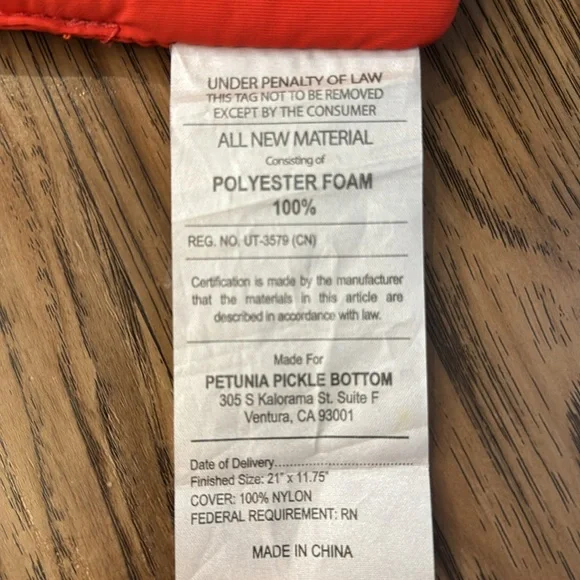 UNDER PENALTY OF LAW
THIS TAG NOT TO BE REMOVED
EXCEPT BY THE CONSUMER
ALL NEW MATERIAL
Consisting of
POLYESTER FOAM
100%
REG. NO. UT-3579 (CN)
Certification is made by the manufacturer
that the materials in this article are
described in accordance with law.
Made For
PETUNIA PICKLE BOTTOM
305 S Kalorama St. Suite F
Ventura, CA 93001
Date of Delivery..................................
Finished Size: 21" x 11.75"
COVER: 100% NYLON
FEDERAL REQUIREMENT: RN
MADE IN CHINA